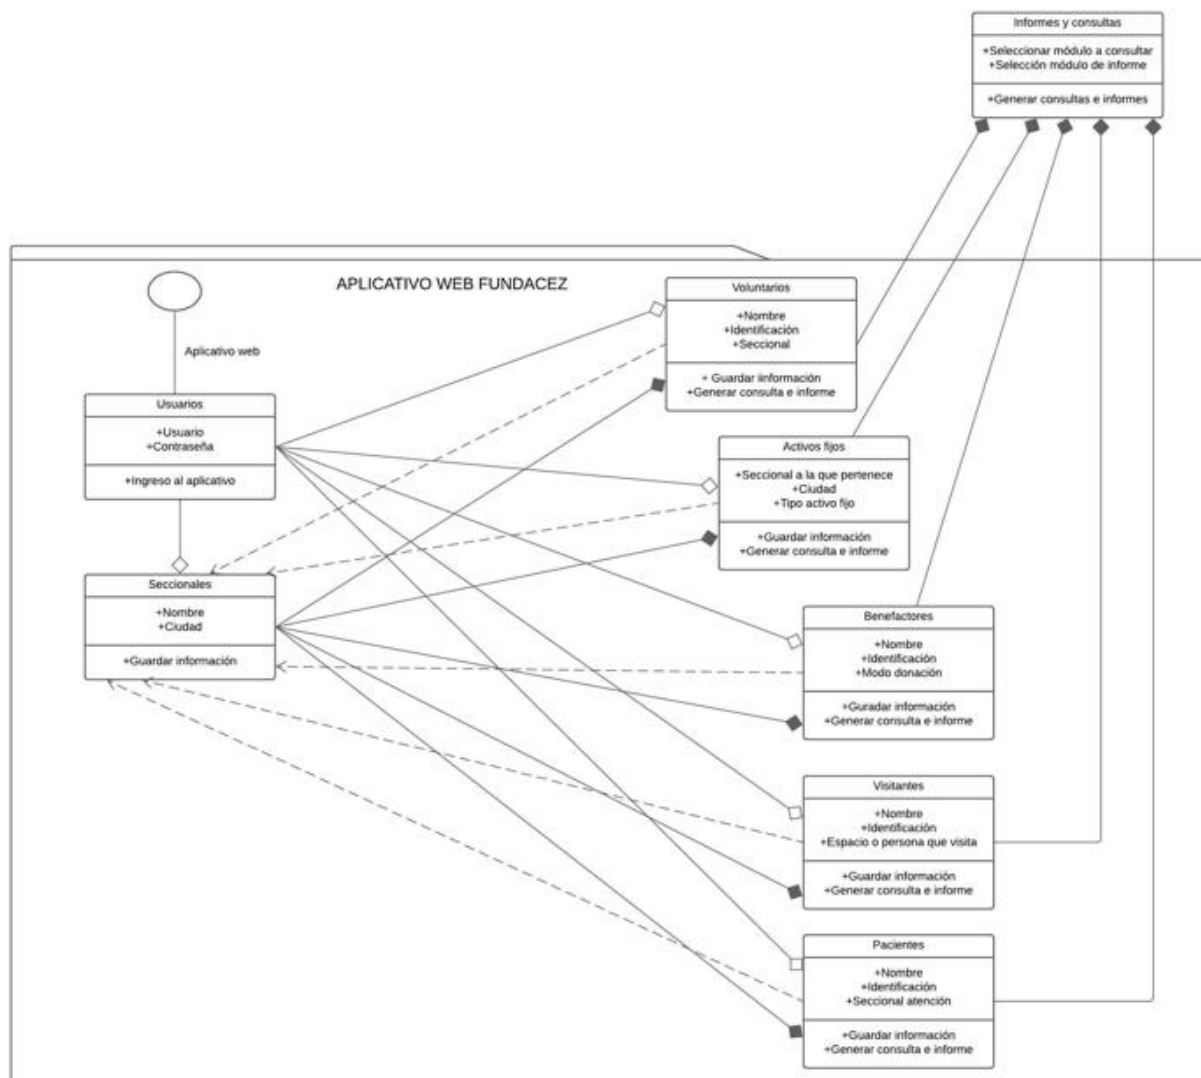 Informes y consultas
+Seleccionar módulo a consultar
+Selección módulo de informe
+Generar consultas e informes
APLICATIVO WEB FUNDACEZ
Aplicativo web
Usuarios
+Usuario
+Contraseña
+Ingreso al aplicativo
Seccionales
+Nombre
+Ciudad
+Guardar información
Voluntarios
+Nombre
+Identificación
+Seccional
+ Guardar iinformación
+Generar consulta e informe
Activos fijos
+Seccional a la que pertenece
+Ciudad
+Tipo activo fijo
+Guardar información
+Generar consulta e informe
Benefactores
+Nombre
+Identificación
+Modo donación
+Guradar información
+Generar consulta e informe
Visitantes
+Nombre
+Identificación
+Espacio o persona que visita
+Guardar información
+Generar consulta e informe
Pacientes
+Nombre
+Identificación
+Seccional atención
+Guardar información
+Generar consulta e informe